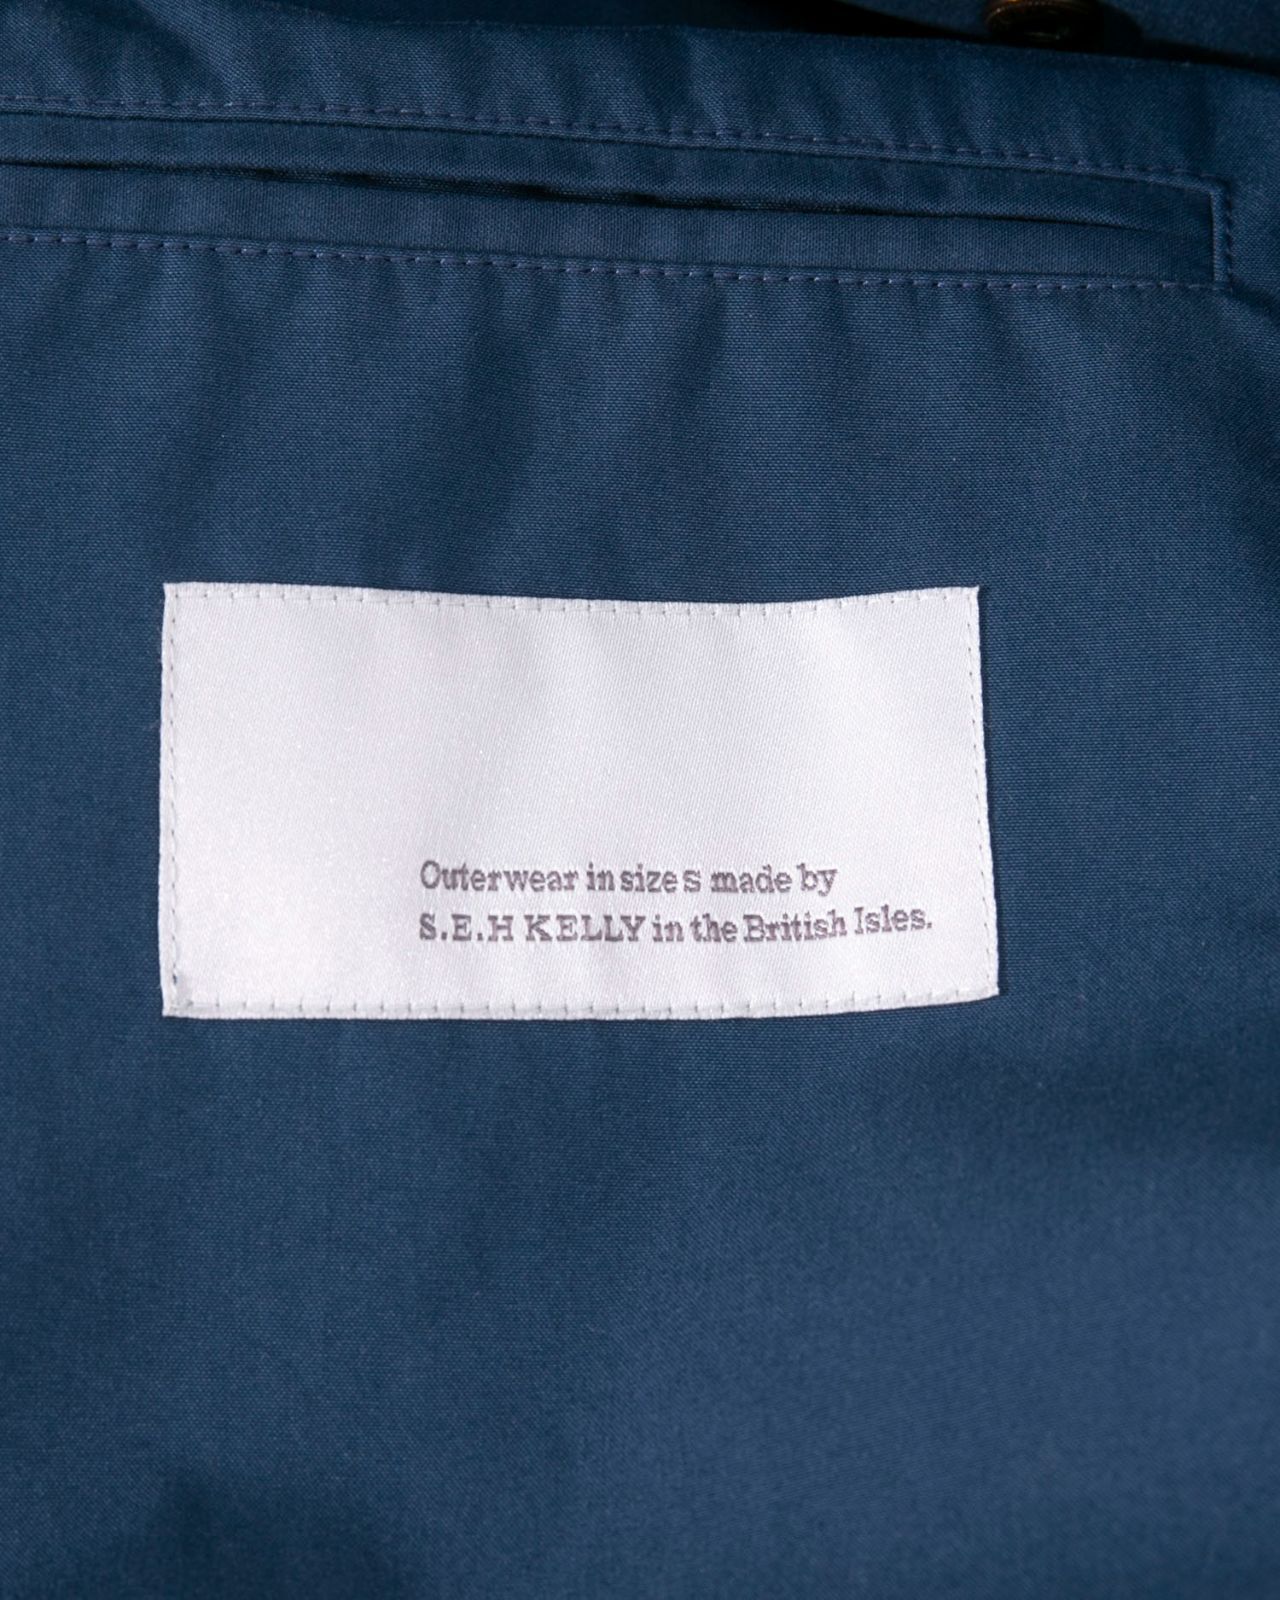 Outerwear in size S made by
S.E.H KELLY in the British Isles.